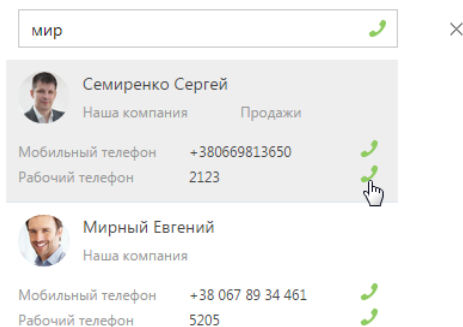 мир
Семиренко Сергей
Наша компания Продажи
Мобильный телефон +380669813650
Рабочий телефон 2123
Мирный Евгений
Наша компания
Мобильный телефон +38 067 89 34 461
Рабочий телефон 5205